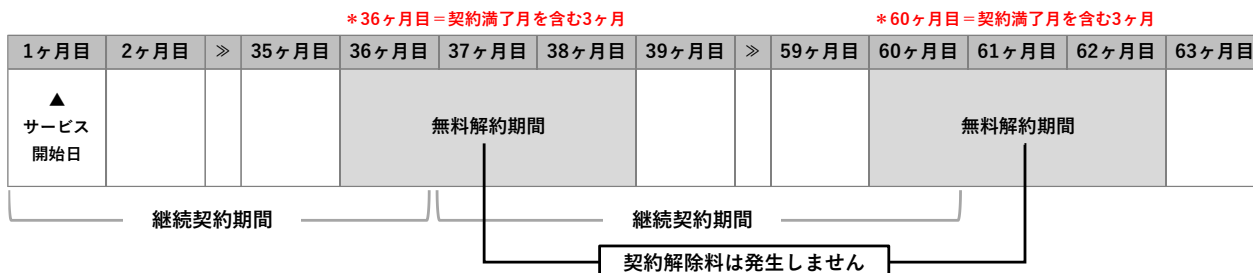 ＊36ヶ月目＝契約満了月を含む3ヶ月
＊60ヶ月目＝契約満了月を含む3ヶ月
1ヶ月目 2ヶ月目 ≫ 35ヶ月目 36ヶ月目 37ヶ月目 38ヶ月目 39ヶ月目 ≫ 59ヶ月目 60ヶ月目 61ヶ月目 62ヶ月目 63ヶ月目
▲
サービス
開始日
無料解約期間
無料解約期間
継続契約期間
継続契約期間
契約解除料は発生しません